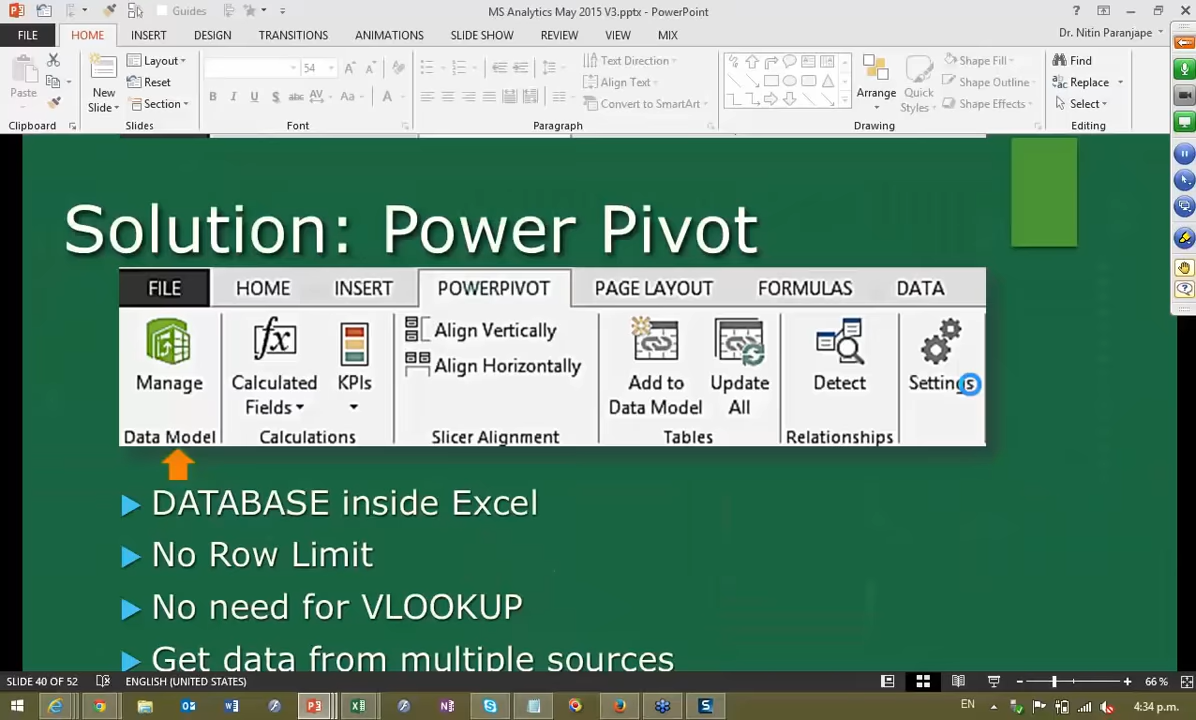 Guides
MS Analytics May 2015 V3.pptx - PowerPoint
FILE HOME INSERT DESIGN TRANSITIONS ANIMATIONS SLIDE SHOW REVIEW VIEW MIX
Dr. Nitin Paranjape
Paste
New
Slide
Layout
Reset
Section
54
B I U S abc AV Aa A
Text Direction
Align Text
Convert to SmartArt
Arrange
Quick
Styles
Shape Fill
Shape Outline
Shape Effects
Find
Replace
Select
Clipboard Slides Font Paragraph Drawing Editing
Solution: Power Pivot
FILE HOME INSERT POWERPIVOT PAGE LAYOUT FORMULAS DATA
Manage
Calculated
Fields
KPIs
Align Vertically
Align Horizontally
Add to
Data Model
Update
All
Detect
Settings
Data Model Calculations Slicer Alignment Tables Relationships
DATABASE inside Excel
No Row Limit
No need for VLOOKUP
Get data from multiple sources
SLIDE 40 OF 52 ENGLISH (UNITED STATES) 66 %
EN 4:34 p.m.